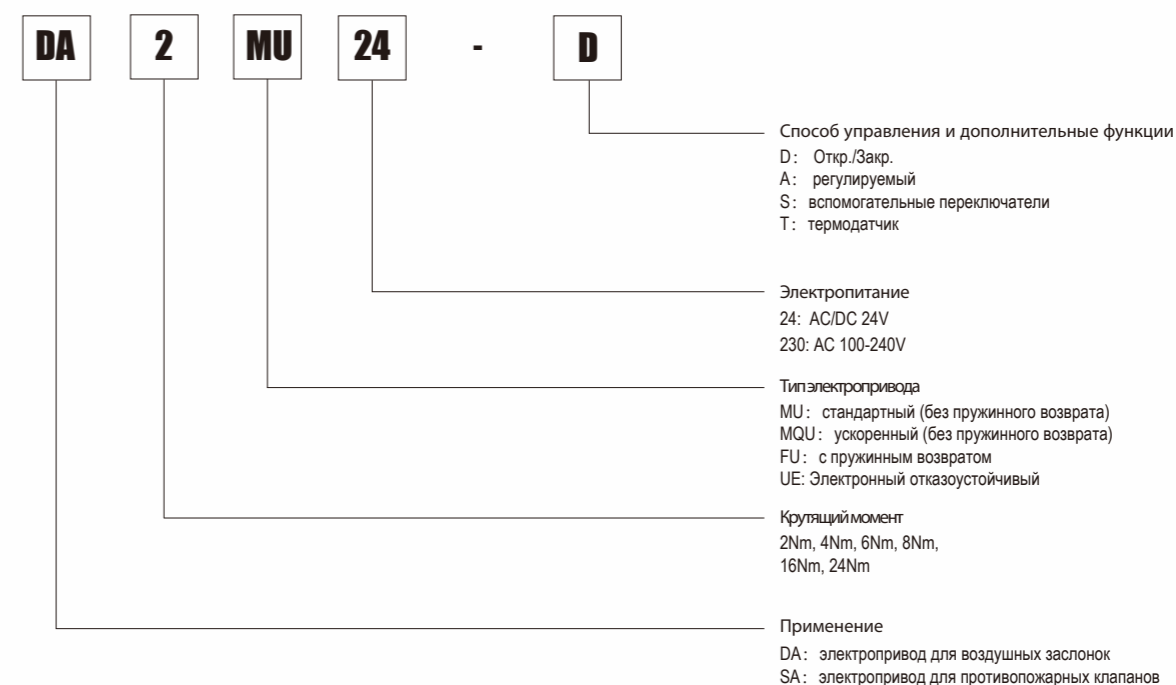 DA 2 MU 24 - D
Способ управления и дополнительные функции
D: Откр./Закр.
A: регулируемый
S: вспомогательные переключатели
T: термодатчик
Электропитание
24: AC/DC 24V
230: AC 100-240V
Тип электропривода
MU: стандартный (без пружинного возврата)
MQU: ускоренный (без пружинного возврата)
FU: с пружинным возвратом
UE: Электронный отказоустойчивый
Крутящий момент
2Nm, 4Nm, 6Nm, 8Nm,
16Nm, 24Nm
Применение
DA: электропривод для воздушных заслонок
SA: электропривод для противопожарных клапанов